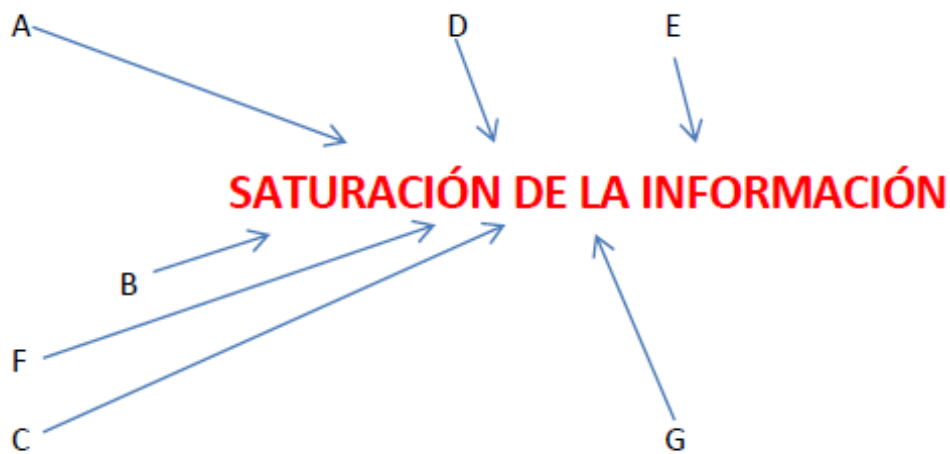 A D E
SATURACIÓN DE LA INFORMACIÓN
B
F
C G